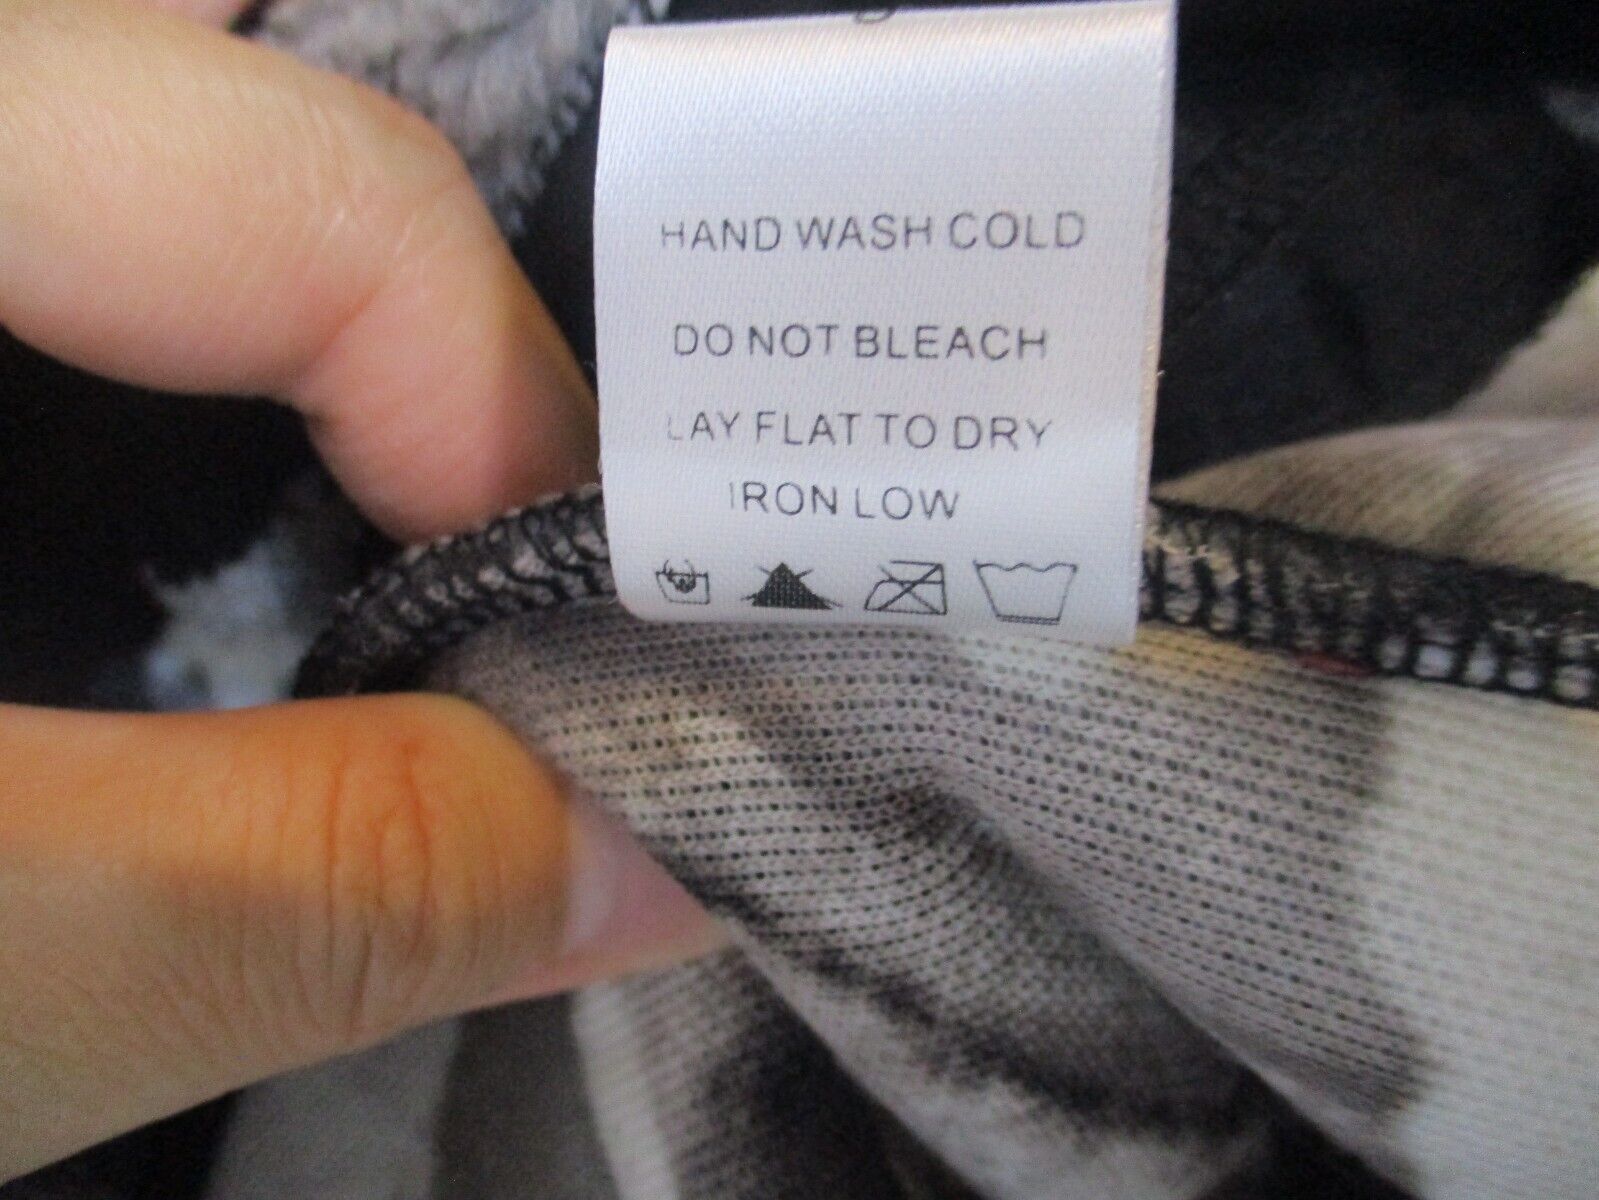 HAND WASH COLD
DO NOT BLEACH
LAY FLAT TO DRY
IRON LOW